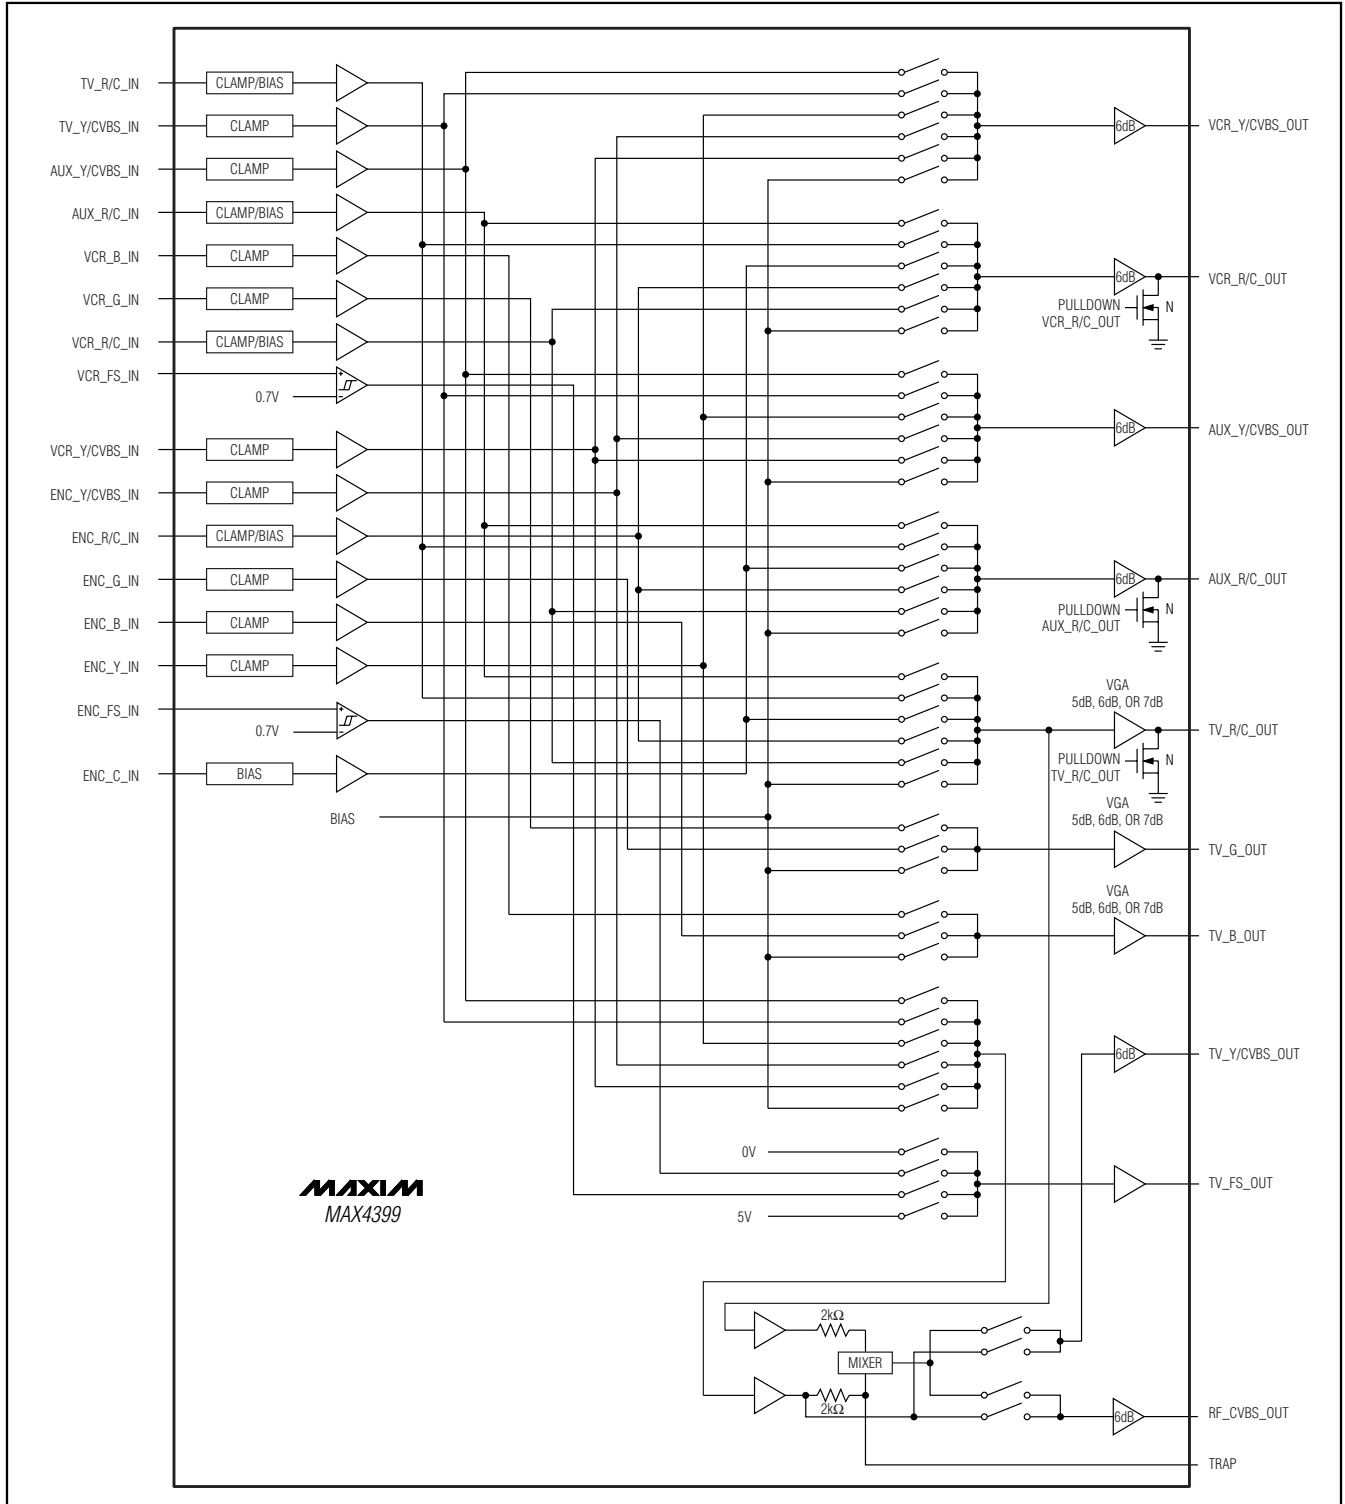 TV_R/C_IN
CLAMP/BIAS
TV_Y/CVBS_IN
CLAMP
6dB
VCR_Y/CVBS_OUT
AUX_Y/CVBS_IN
CLAMP
AUX_R/C_IN
CLAMP/BIAS
VCR_B_IN
CLAMP
6dB
VCR_R/C_OUT
VCR_G_IN
CLAMP
PULLDOWN
VCR_R/C_OUT
N
VCR_R/C_IN
CLAMP/BIAS
VCR_FS_IN
+
0.7V
−
6dB
AUX_Y/CVBS_OUT
VCR_Y/CVBS_IN
CLAMP
ENC_Y/CVBS_IN
CLAMP
ENC_R/C_IN
CLAMP/BIAS
ENC_G_IN
CLAMP
6dB
AUX_R/C_OUT
PULLDOWN
AUX_R/C_OUT
N
ENC_B_IN
CLAMP
ENC_Y_IN
CLAMP
VGA
5dB, 6dB, OR 7dB
ENC_FS_IN
+
0.7V
−
TV_R/C_OUT
PULLDOWN
TV_R/C_OUT
N
ENC_C_IN
BIAS
VGA
5dB, 6dB, OR 7dB
BIAS
TV_G_OUT
VGA
5dB, 6dB, OR 7dB
TV_B_OUT
6dB
TV_Y/CVBS_OUT
0V
MAXIM
MAX4399
TV_FS_OUT
5V
2kΩ
MIXER
2kΩ
6dB
RF_CVBS_OUT
TRAP